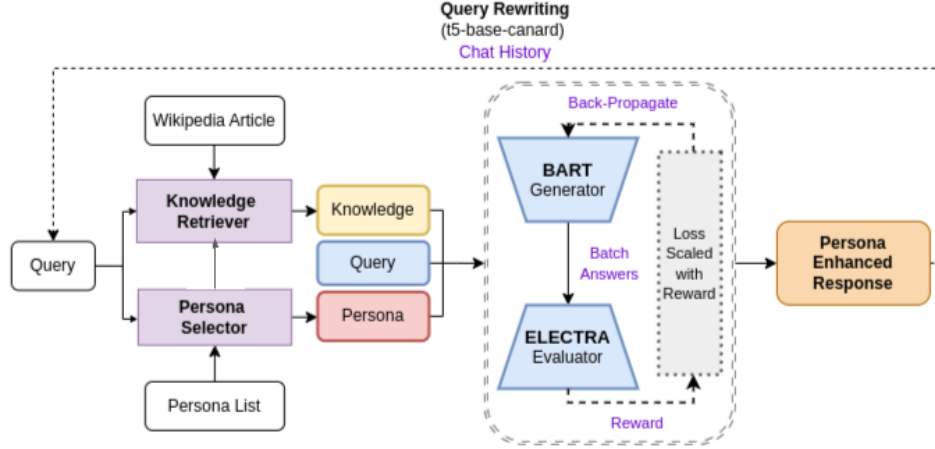 Query Rewriting
(t5-base-canard)
Chat History
Wikipedia Article
Knowledge
Retriever
Query
Persona
Selector
Persona List
Knowledge
Query
Persona
Back-Propagate
BART
Generator
Batch
Answers
ELECTRA
Evaluator
Reward
Loss
Scaled
with
Reward
Persona
Enhanced
Response